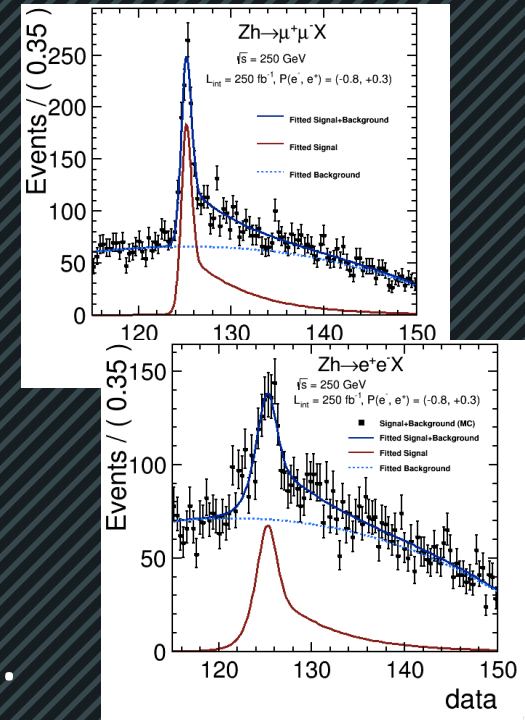 Zh→μ⁺μ⁻X
√s = 250 GeV
L_int = 250 fb⁻¹, P(e⁻, e⁺) = (-0.8, +0.3)
Fitted Signal+Background
Fitted Signal
Fitted Background
Events / ( 0.35 )
250
200
150
100
50
0
120 130 140 150
Zh→e⁺e⁻X
√s = 250 GeV
L_int = 250 fb⁻¹, P(e⁻, e⁺) = (-0.8, +0.3)
Signal+Background (MC)
Fitted Signal+Background
Fitted Signal
Fitted Background
Events / ( 0.35 )
150
100
50
0
120 130 140 150
data